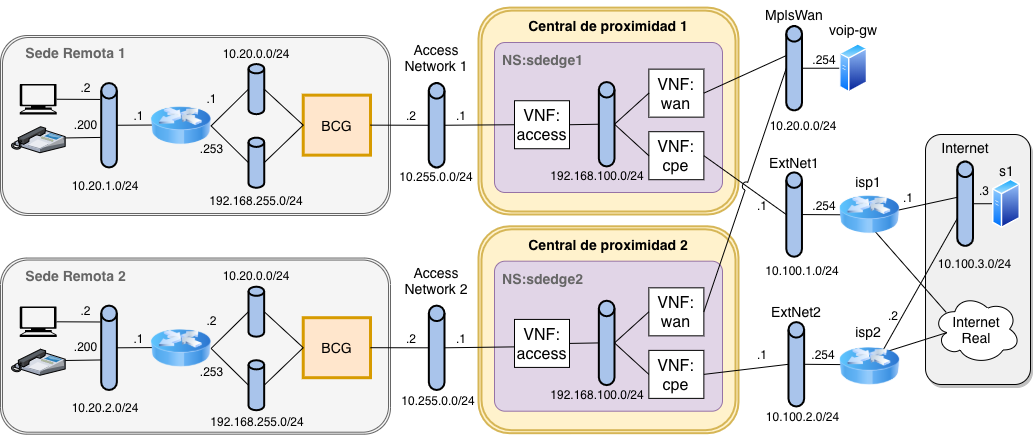 Sede Remota 1
.2
.200
10.20.1.0/24
.1
.1
.253
10.20.0.0/24
192.168.255.0/24
BCG
.2
Access
Network 1
10.255.0.0/24
.1
Central de proximidad 1
NS:sdedge1
VNF:
access
192.168.100.0/24
VNF:
wan
VNF:
cpe
MplsWan
10.20.0.0/24
.254
voip-gw
ExtNet1
.1
10.100.1.0/24
.254
isp1
.1
Internet
s1
.3
10.100.3.0/24
Sede Remota 2
.2
.200
10.20.2.0/24
.1
.2
.253
10.20.0.0/24
192.168.255.0/24
BCG
.2
Access
Network 2
10.255.0.0/24
.1
Central de proximidad 2
NS:sdedge2
VNF:
access
192.168.100.0/24
VNF:
wan
VNF:
cpe
ExtNet2
.1
10.100.2.0/24
.254
isp2
.2
Internet
Real